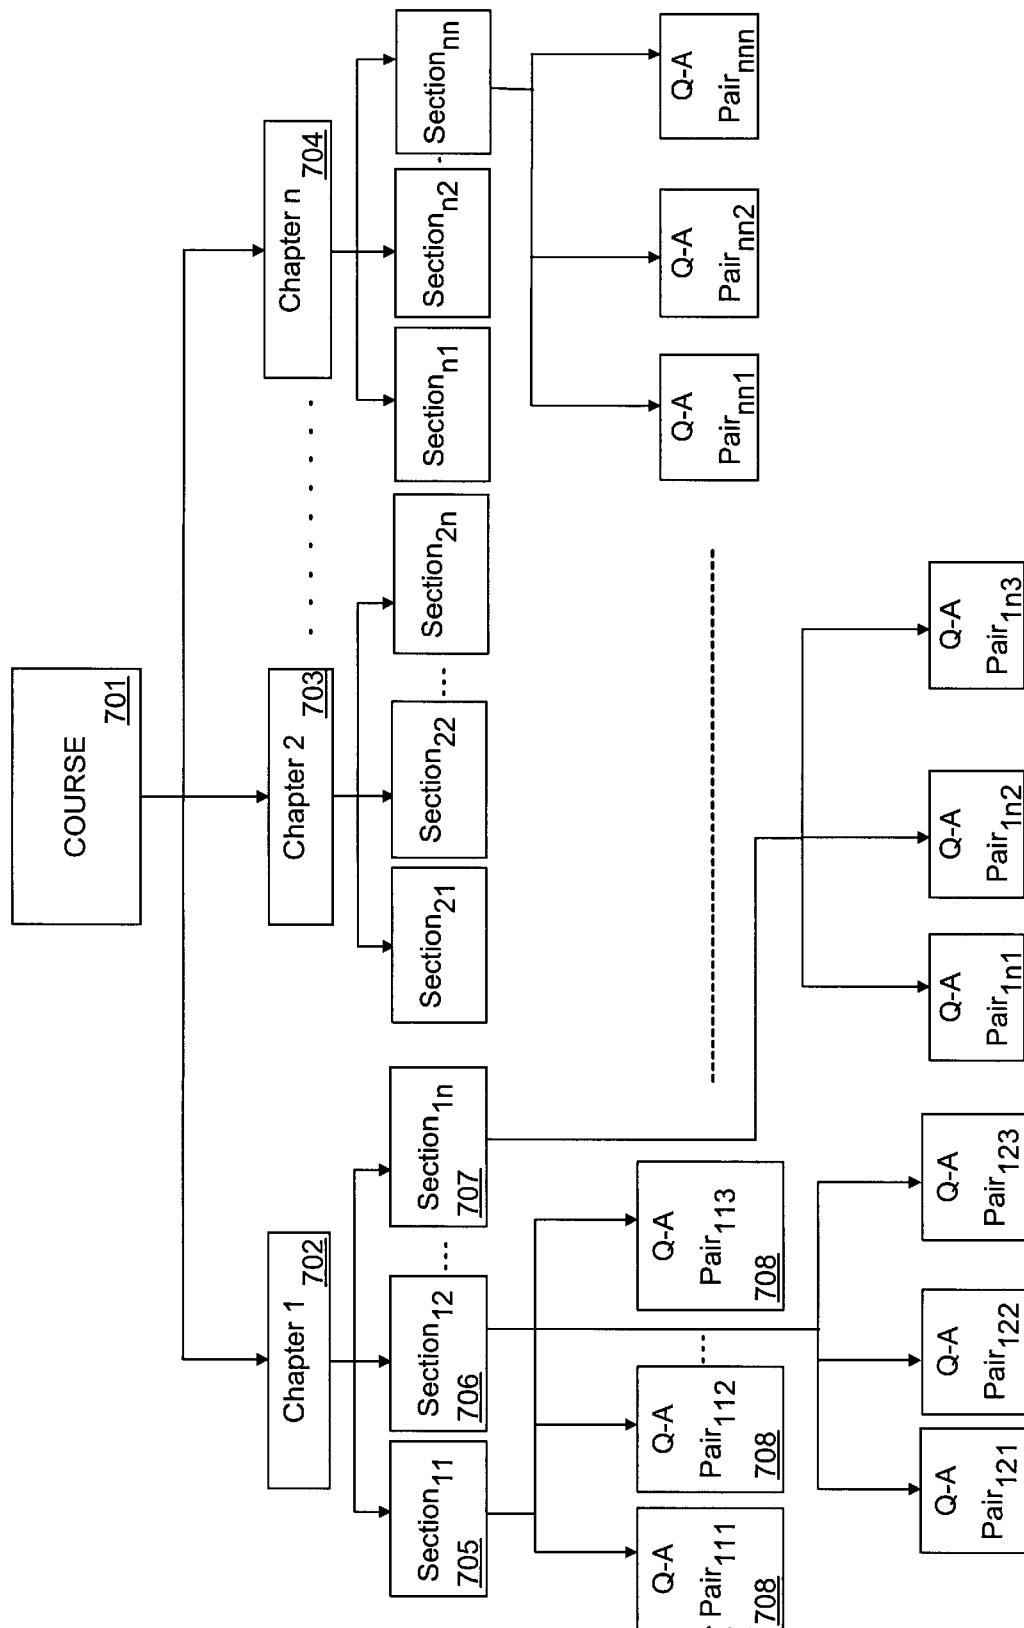 COURSE
701
Chapter 1
702
Chapter 2
703
. . . . . . . . .
Chapter n
704
Section11
705
Section12
706
....
Section1n
707
Section21
Section22
....
Section2n
Sectionn1
Sectionn2
..
Sectionnn
Q-A
Pair111
708
Q-A
Pair112
708
....
Q-A
Pair113
708
Q-A
Pairnn1
Q-A
Pairnn2
Q-A
Pairnnn
Q-A
Pair121
Q-A
Pair122
Q-A
Pair123
Q-A
Pair1n1
Q-A
Pair1n2
Q-A
Pair1n3